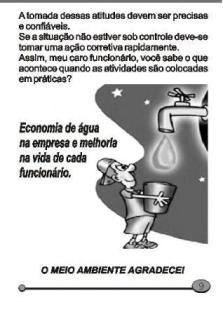 A tomada dessas atitudes devem ser precisas
e confiáveis.
Se a situação não estiver sob controle deve-se
tomar uma ação corretiva rapidamente.
Assim, meu caro funcionário, você sabe o que
acontece quando as atividades são colocadas
em práticas?
Economia de água
na empresa e melhoria
na vida de cada
funcionário.
O MEIO AMBIENTE AGRADECE!
9